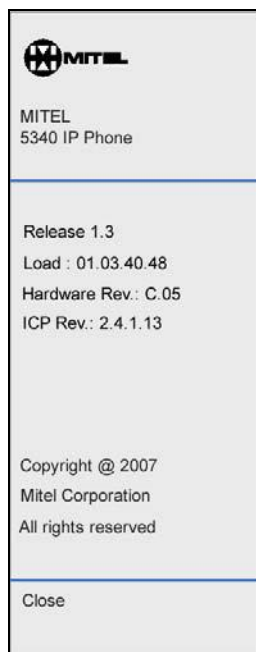 MITEL
MITEL
5340 IP Phone
Release 1.3
Load : 01.03.40.48
Hardware Rev.: C.05
ICP Rev.: 2.4.1.13
Copyright @ 2007
Mitel Corporation
All rights reserved
Close